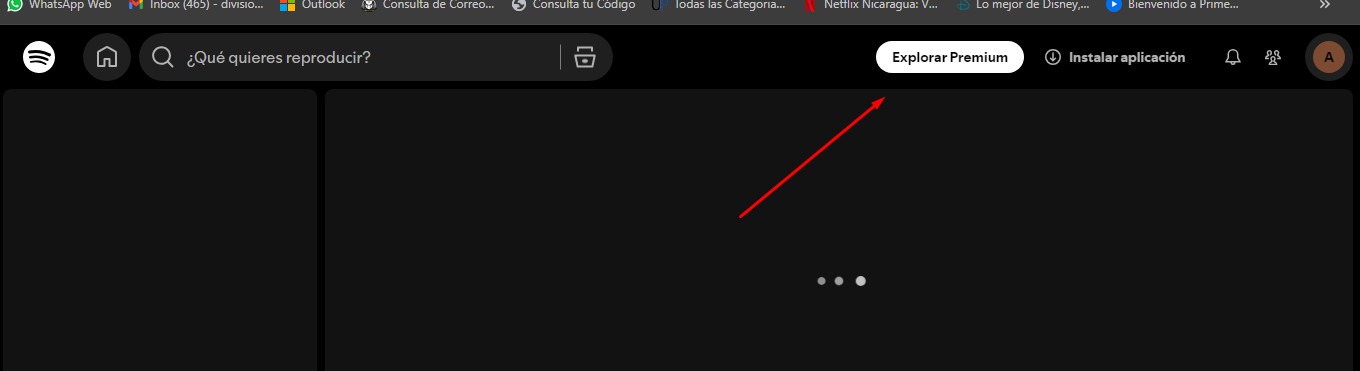 WhatsApp Web Inbox (465) - divisio... Outlook Consulta de Correo... Consulta tu Código Todas las Categoria... Netflix Nicaragua: V... Lo mejor de Disney,... Bienvenido a Prime... »
¿Qué quieres reproducir? Explorar Premium Instalar aplicación A